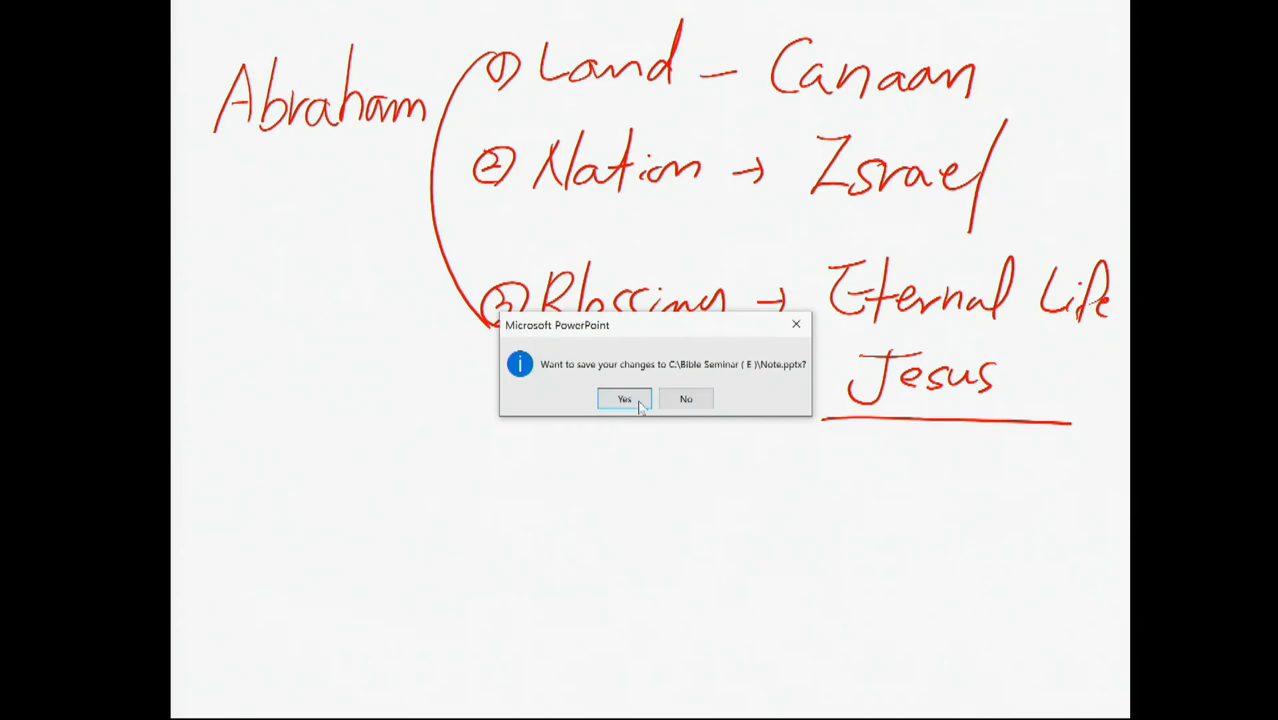 Abraham
① Land - Canaan
② Nation → Israel
③ Blessing → Eternal Life
Jesus
Microsoft PowerPoint
Want to save your changes to C:\Bible Seminar ( E )\Note.pptx?
Yes No